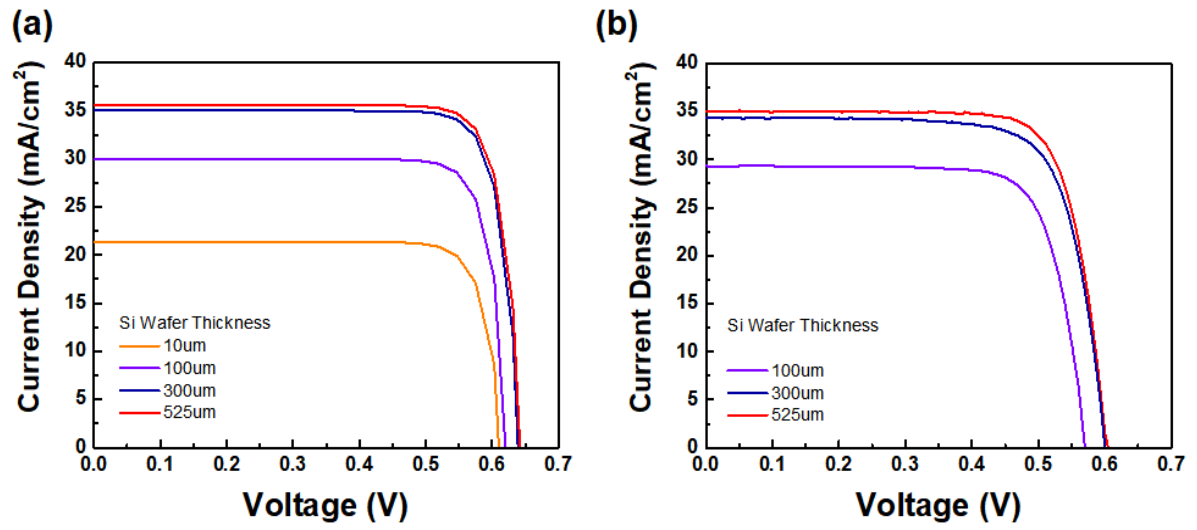 (a)
Current Density (mA/cm²)
40
35
30
25
20
15
10
5
0
Si Wafer Thickness
10um
100um
300um
525um
0.0 0.1 0.2 0.3 0.4 0.5 0.6 0.7
Voltage (V)
(b)
Current Density (mA/cm²)
40
35
30
25
20
15
10
5
0
Si Wafer Thickness
100um
300um
525um
0.0 0.1 0.2 0.3 0.4 0.5 0.6 0.7
Voltage (V)